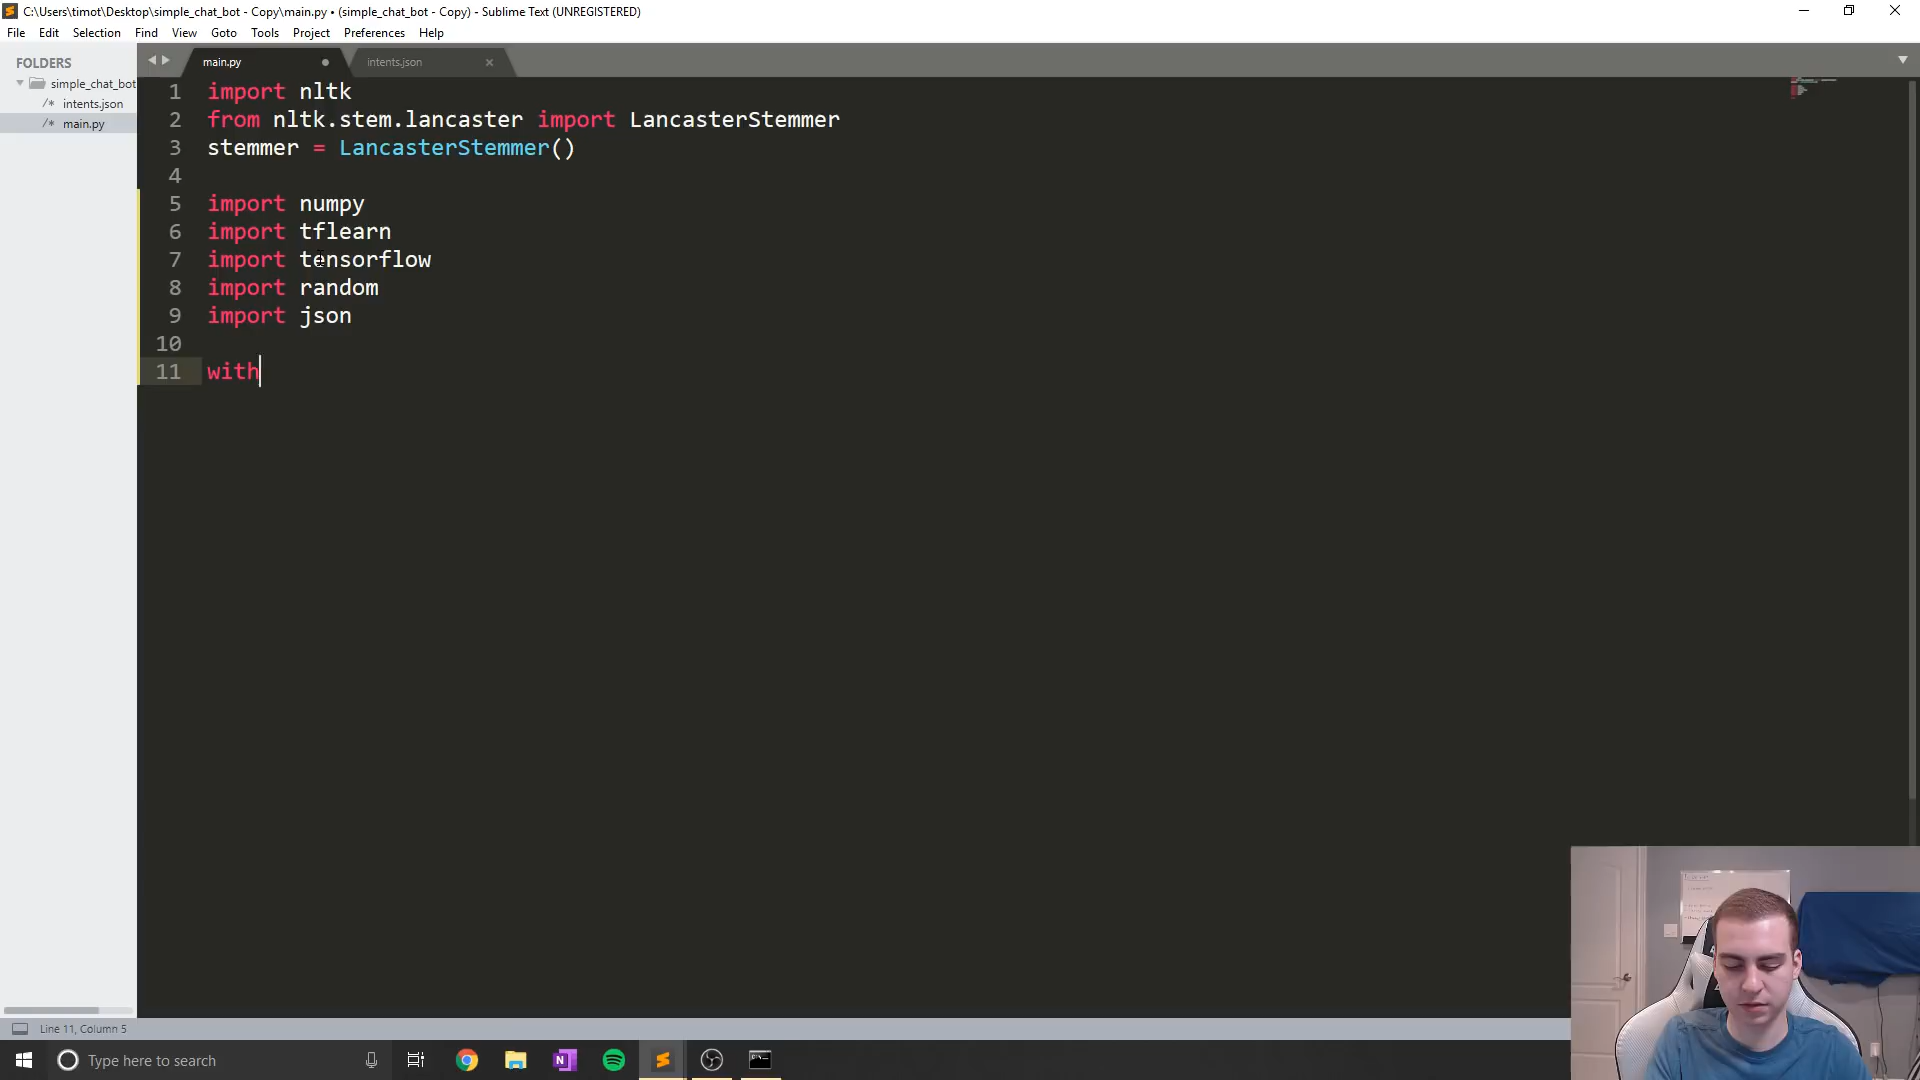 C:\Users\timot\Desktop\simple_chat_bot - Copy\main.py • (simple_chat_bot - Copy) - Sublime Text (UNREGISTERED)
File Edit Selection Find View Goto Tools Project Preferences Help
FOLDERS
simple_chat_bot
/* intents.json
/* main.py
main.py
intents.json
1 import nltk
2 from nltk.stem.lancaster import LancasterStemmer
3 stemmer = LancasterStemmer()
4
5 import numpy
6 import tflearn
7 import tensorflow
8 import random
9 import json
10
11 with
Line 11, Column 5
Type here to search